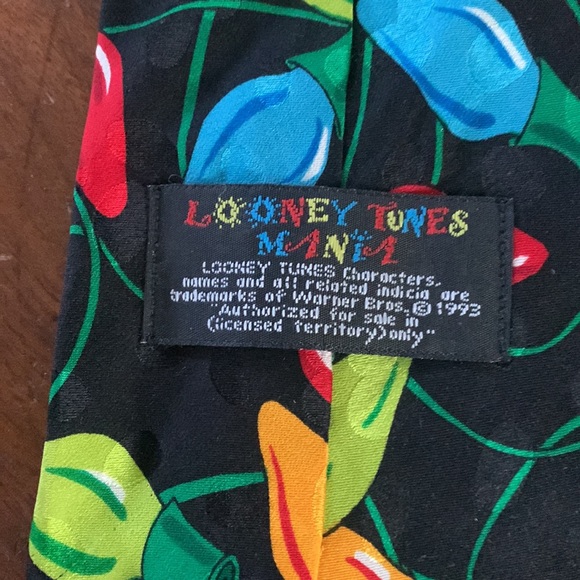 LOONEY TUNES
MANIA
LOONEY TUNES Characters,
names and all related indicia are
trademarks of Warner Bros. © 1993
"Authorized for sale in
(licensed territory) only"